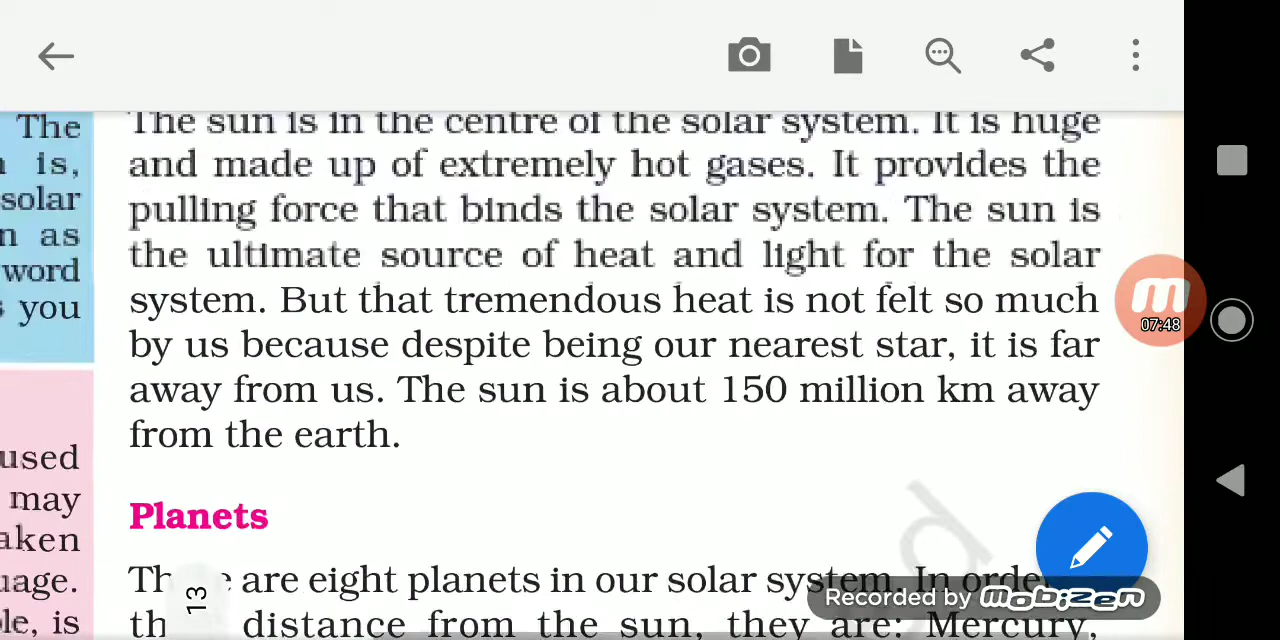 The
is,
solar
as
word
you
used
may
uage.
is
The sun is in the centre of the solar system. It is huge
and made up of extremely hot gases. It provides the
pulling force that binds the solar system. The sun is
the ultimate source of heat and light for the solar
system. But that tremendous heat is not felt so much
by us because despite being our nearest star, it is far
away from us. The sun is about 150 million km away
from the earth.
Planets
are eight planets in our solar system. In
distance from the sun, they are: Mercury,
13
07:48
Recorded by mobizen